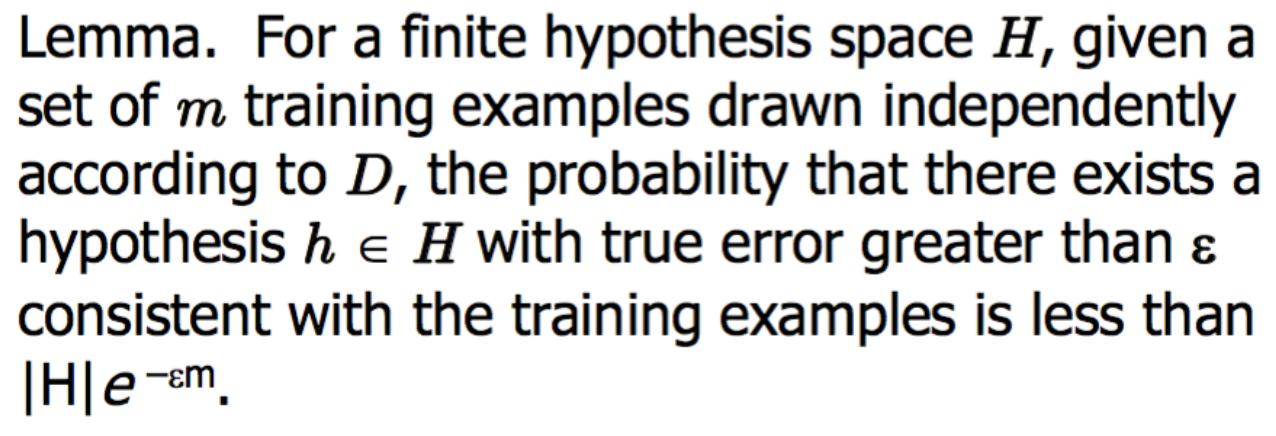 Lemma.  For a finite hypothesis space H, given a
set of m training examples drawn independently
according to D, the probability that there exists a
hypothesis h ∈ H with true error greater than ε
consistent with the training examples is less than
|H|e⁻ᵋᵐ.